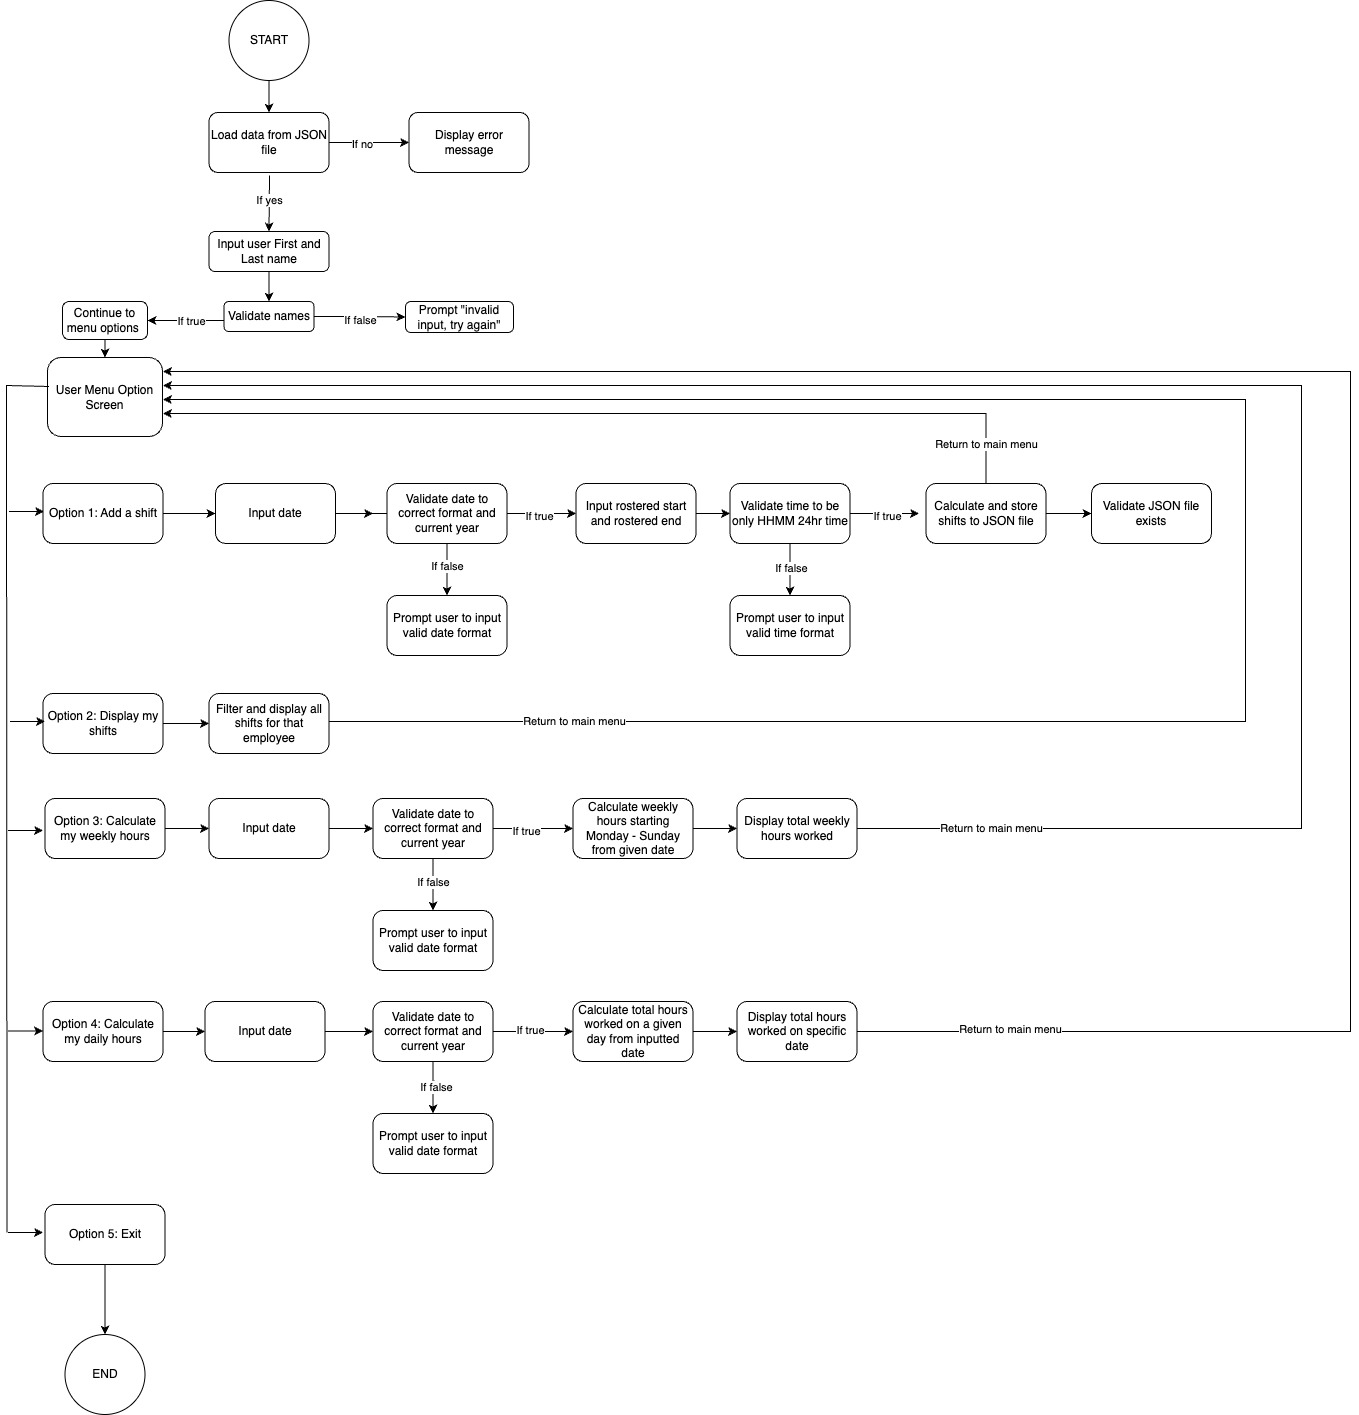 START
Load data from JSON
file
If no
Display error
message
If yes
Input user First and
Last name
Continue to
menu options
If true
Validate names
If false
Prompt "invalid
input, try again"
User Menu Option
Screen
Return to main menu
Option 1: Add a shift
Input date
Validate date to
correct format and
current year
If true
Input rostered start
and rostered end
Validate time to be
only HHMM 24hr time
If true
Calculate and store
shifts to JSON file
Validate JSON file
exists
If false
If false
Prompt user to input
valid date format
Prompt user to input
valid time format
Option 2: Display my
shifts
Filter and display all
shifts for that
employee
Return to main menu
Option 3: Calculate
my weekly hours
Input date
Validate date to
correct format and
current year
If true
Calculate weekly
hours starting
Monday - Sunday
from given date
Display total weekly
hours worked
Return to main menu
If false
Prompt user to input
valid date format
Option 4: Calculate
my daily hours
Input date
Validate date to
correct format and
current year
If true
Calculate total hours
worked on a given
day from inputted
date
Display total hours
worked on specific
date
Return to main menu
If false
Prompt user to input
valid date format
Option 5: Exit
END